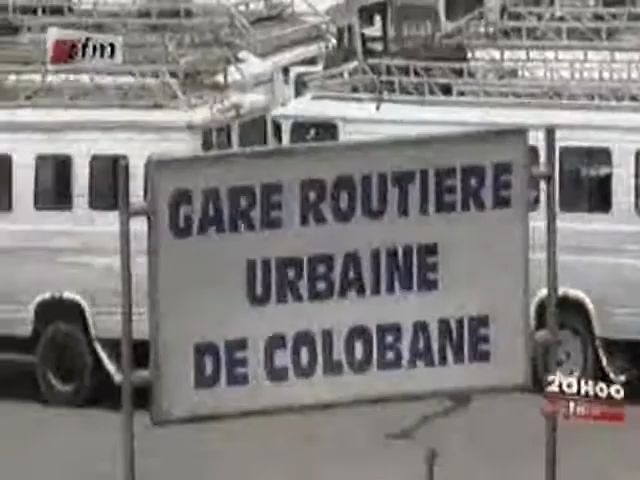 tfm
GARE ROUTIERE
URBAINE
DE COLOBANE
20H00